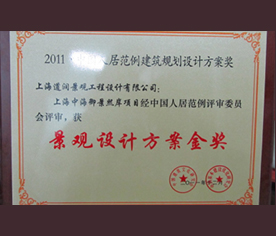 2011 人居范例建筑规划设计方案奖
上海道润景观工程设计有限公司：
上海中海御景熙岸项目经中国人居范例评审委员
会评审，获
景观设计方案金奖